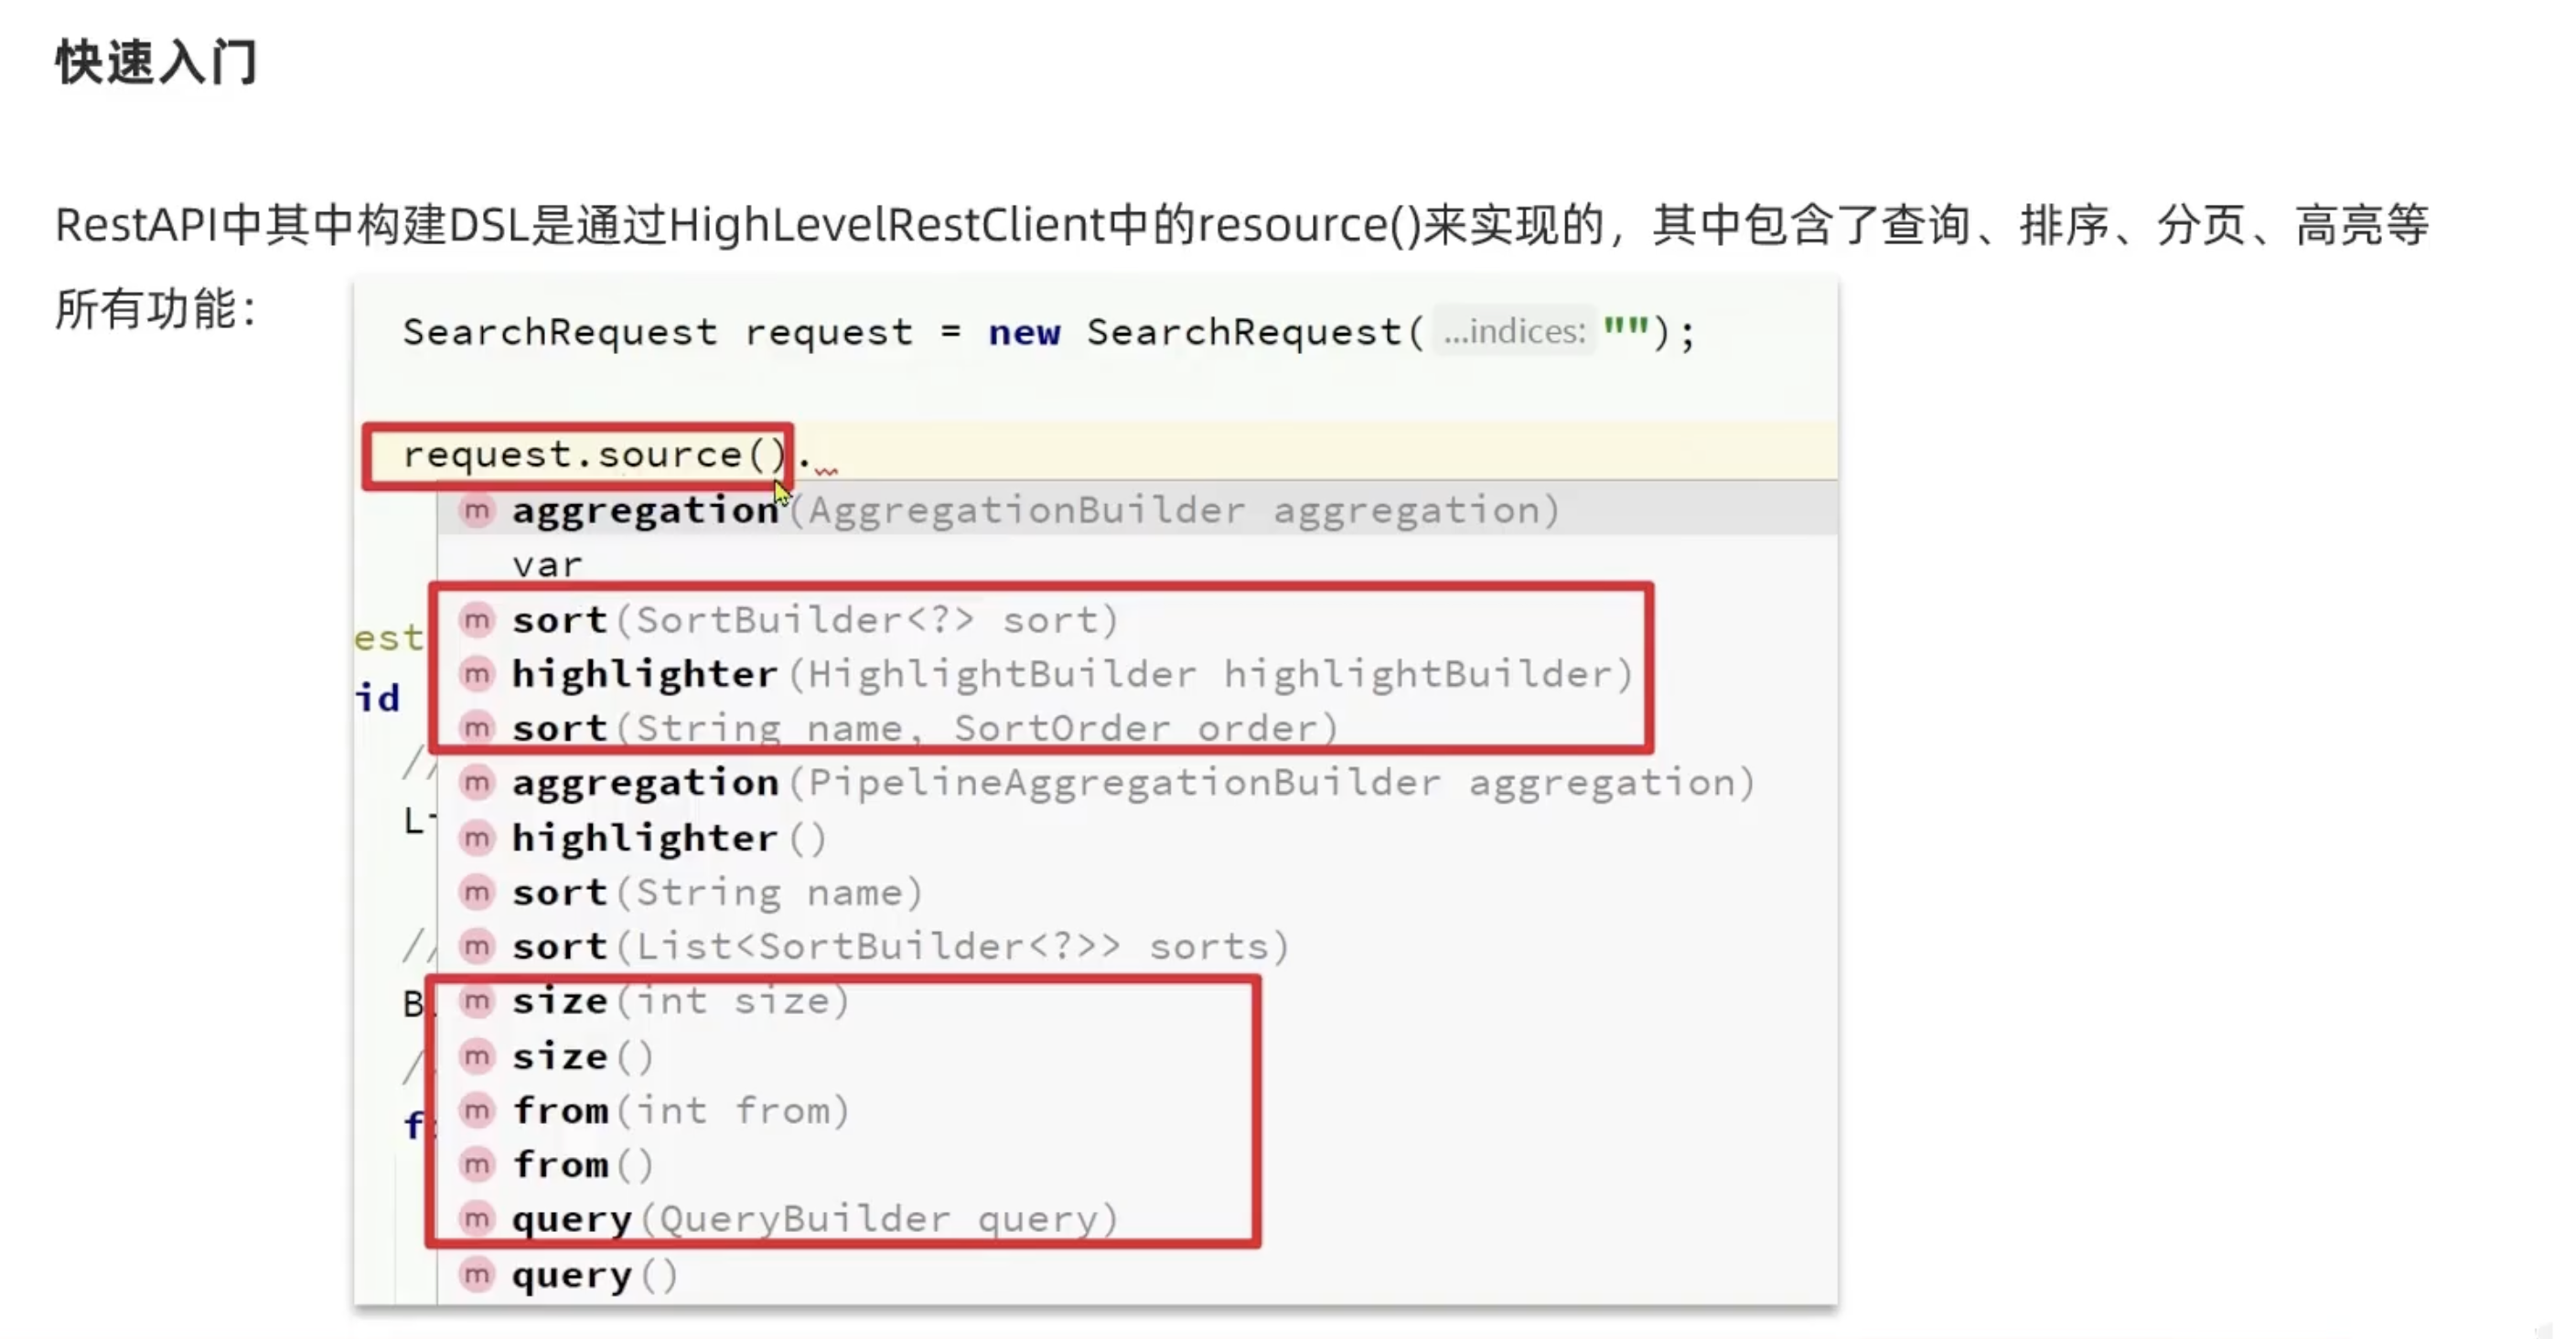 快速入门
RestAPI中其中构建DSL是通过HighLevelRestClient中的resource()来实现的，其中包含了查询、排序、分页、高亮等
所有功能：
SearchRequest request = new SearchRequest( ...indices: "");
request.source().
m aggregation(AggregationBuilder aggregation)
var
m sort(SortBuilder<?> sort)
est
m highlighter(HighlightBuilder highlightBuilder)
id
m sort(String name, SortOrder order)
//
m aggregation(PipelineAggregationBuilder aggregation)
m highlighter()
m sort(String name)
//
m sort(List<SortBuilder<?>> sorts)
m size(int size)
m size()
m from(int from)
m from()
m query(QueryBuilder query)
m query()